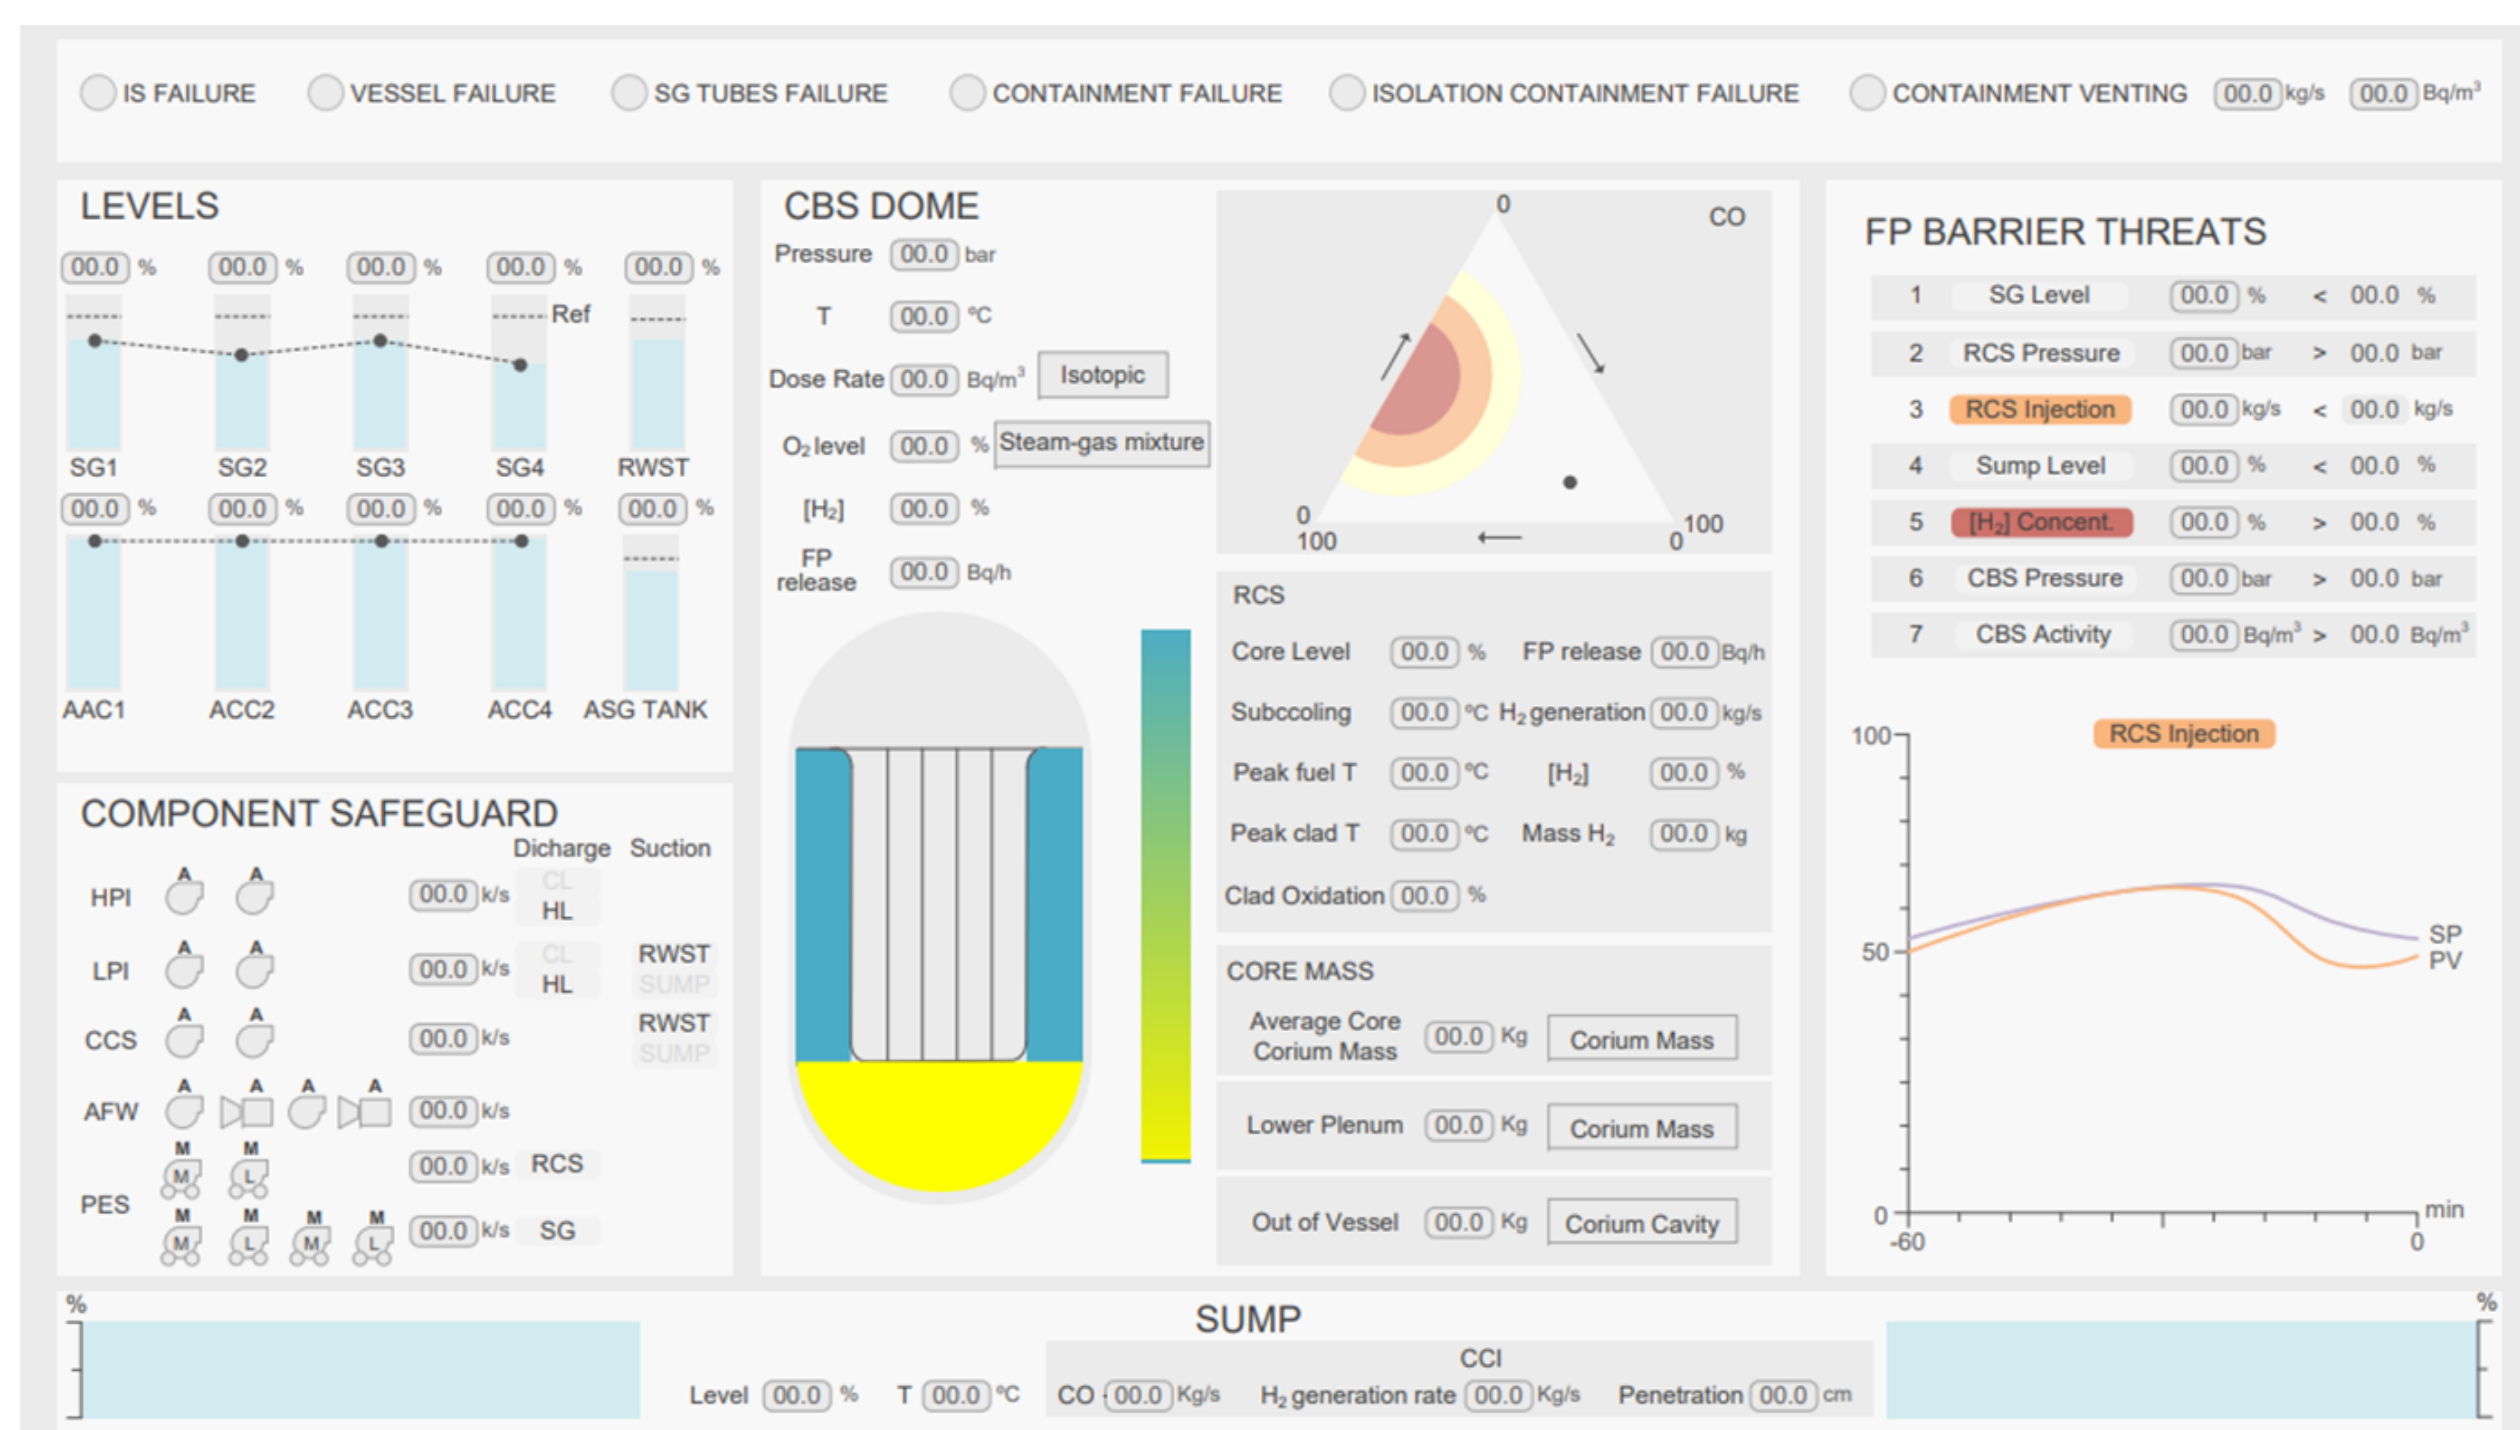 IS FAILURE VESSEL FAILURE SG TUBES FAILURE CONTAINMENT FAILURE ISOLATION CONTAINMENT FAILURE CONTAINMENT VENTING 00.0 kg/s 00.0 Bq/m³
LEVELS
00.0 % 00.0 % 00.0 % 00.0 % 00.0 %
Ref
SG1 SG2 SG3 SG4 RWST
00.0 % 00.0 % 00.0 % 00.0 % 00.0 %
AAC1 ACC2 ACC3 ACC4 ASG TANK
COMPONENT SAFEGUARD
Dicharge Suction
A A
HPI 00.0 k/s CL
HL
A A
LPI 00.0 k/s CL RWST
HL SUMP
A A
CCS 00.0 k/s RWST
SUMP
A A A A
AFW 00.0 k/s
M M
M L 00.0 k/s RCS
PES
M M M M
M L M L 00.0 k/s SG
CBS DOME
Pressure 00.0 bar
T 00.0 ºC
Dose Rate 00.0 Bq/m³ Isotopic
O₂ level 00.0 % Steam-gas mixture
[H₂] 00.0 %
FP
release 00.0 Bq/h
0 CO
0 100
100 0
RCS
Core Level 00.0 % FP release 00.0 Bq/h
Subccoling 00.0 ºC H₂ generation 00.0 kg/s
Peak fuel T 00.0 ºC [H₂] 00.0 %
Peak clad T 00.0 ºC Mass H₂ 00.0 kg
Clad Oxidation 00.0 %
CORE MASS
Average Core
Corium Mass 00.0 Kg Corium Mass
Lower Plenum 00.0 Kg Corium Mass
Out of Vessel 00.0 Kg Corium Cavity
FP BARRIER THREATS
1 SG Level 00.0 % < 00.0 %
2 RCS Pressure 00.0 bar > 00.0 bar
3 RCS Injection 00.0 kg/s < 00.0 kg/s
4 Sump Level 00.0 % < 00.0 %
5 [H₂] Concent. 00.0 % > 00.0 %
6 CBS Pressure 00.0 bar > 00.0 bar
7 CBS Activity 00.0 Bq/m³ > 00.0 Bq/m³
RCS Injection
100
50
0
SP
PV
min
-60 0
% SUMP %
CCI
Level 00.0 % T 00.0 ºC CO 00.0 Kg/s H₂ generation rate 00.0 Kg/s Penetration 00.0 cm